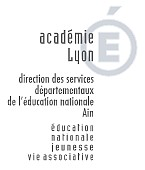 académie
Lyon
direction des services
départementaux
de l'éducation nationale
Ain
éducation
nationale
jeunesse
vie associative